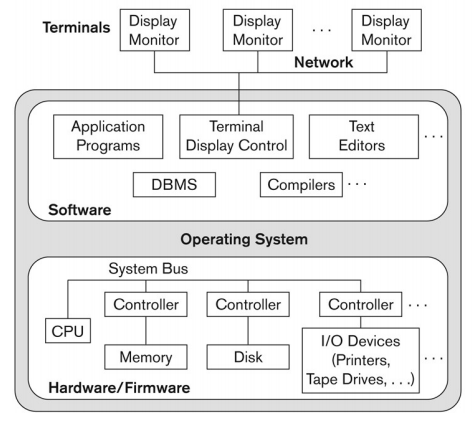 Terminals
Display Monitor
Display Monitor
. . .
Display Monitor
Network
Application Programs
Terminal Display Control
Text Editors
. . .
DBMS
Compilers
. . .
Software
Operating System
System Bus
Controller
Controller
Controller
. . .
CPU
Memory
Disk
I/O Devices
(Printers,
Tape Drives, . . .)
. . .
Hardware/Firmware